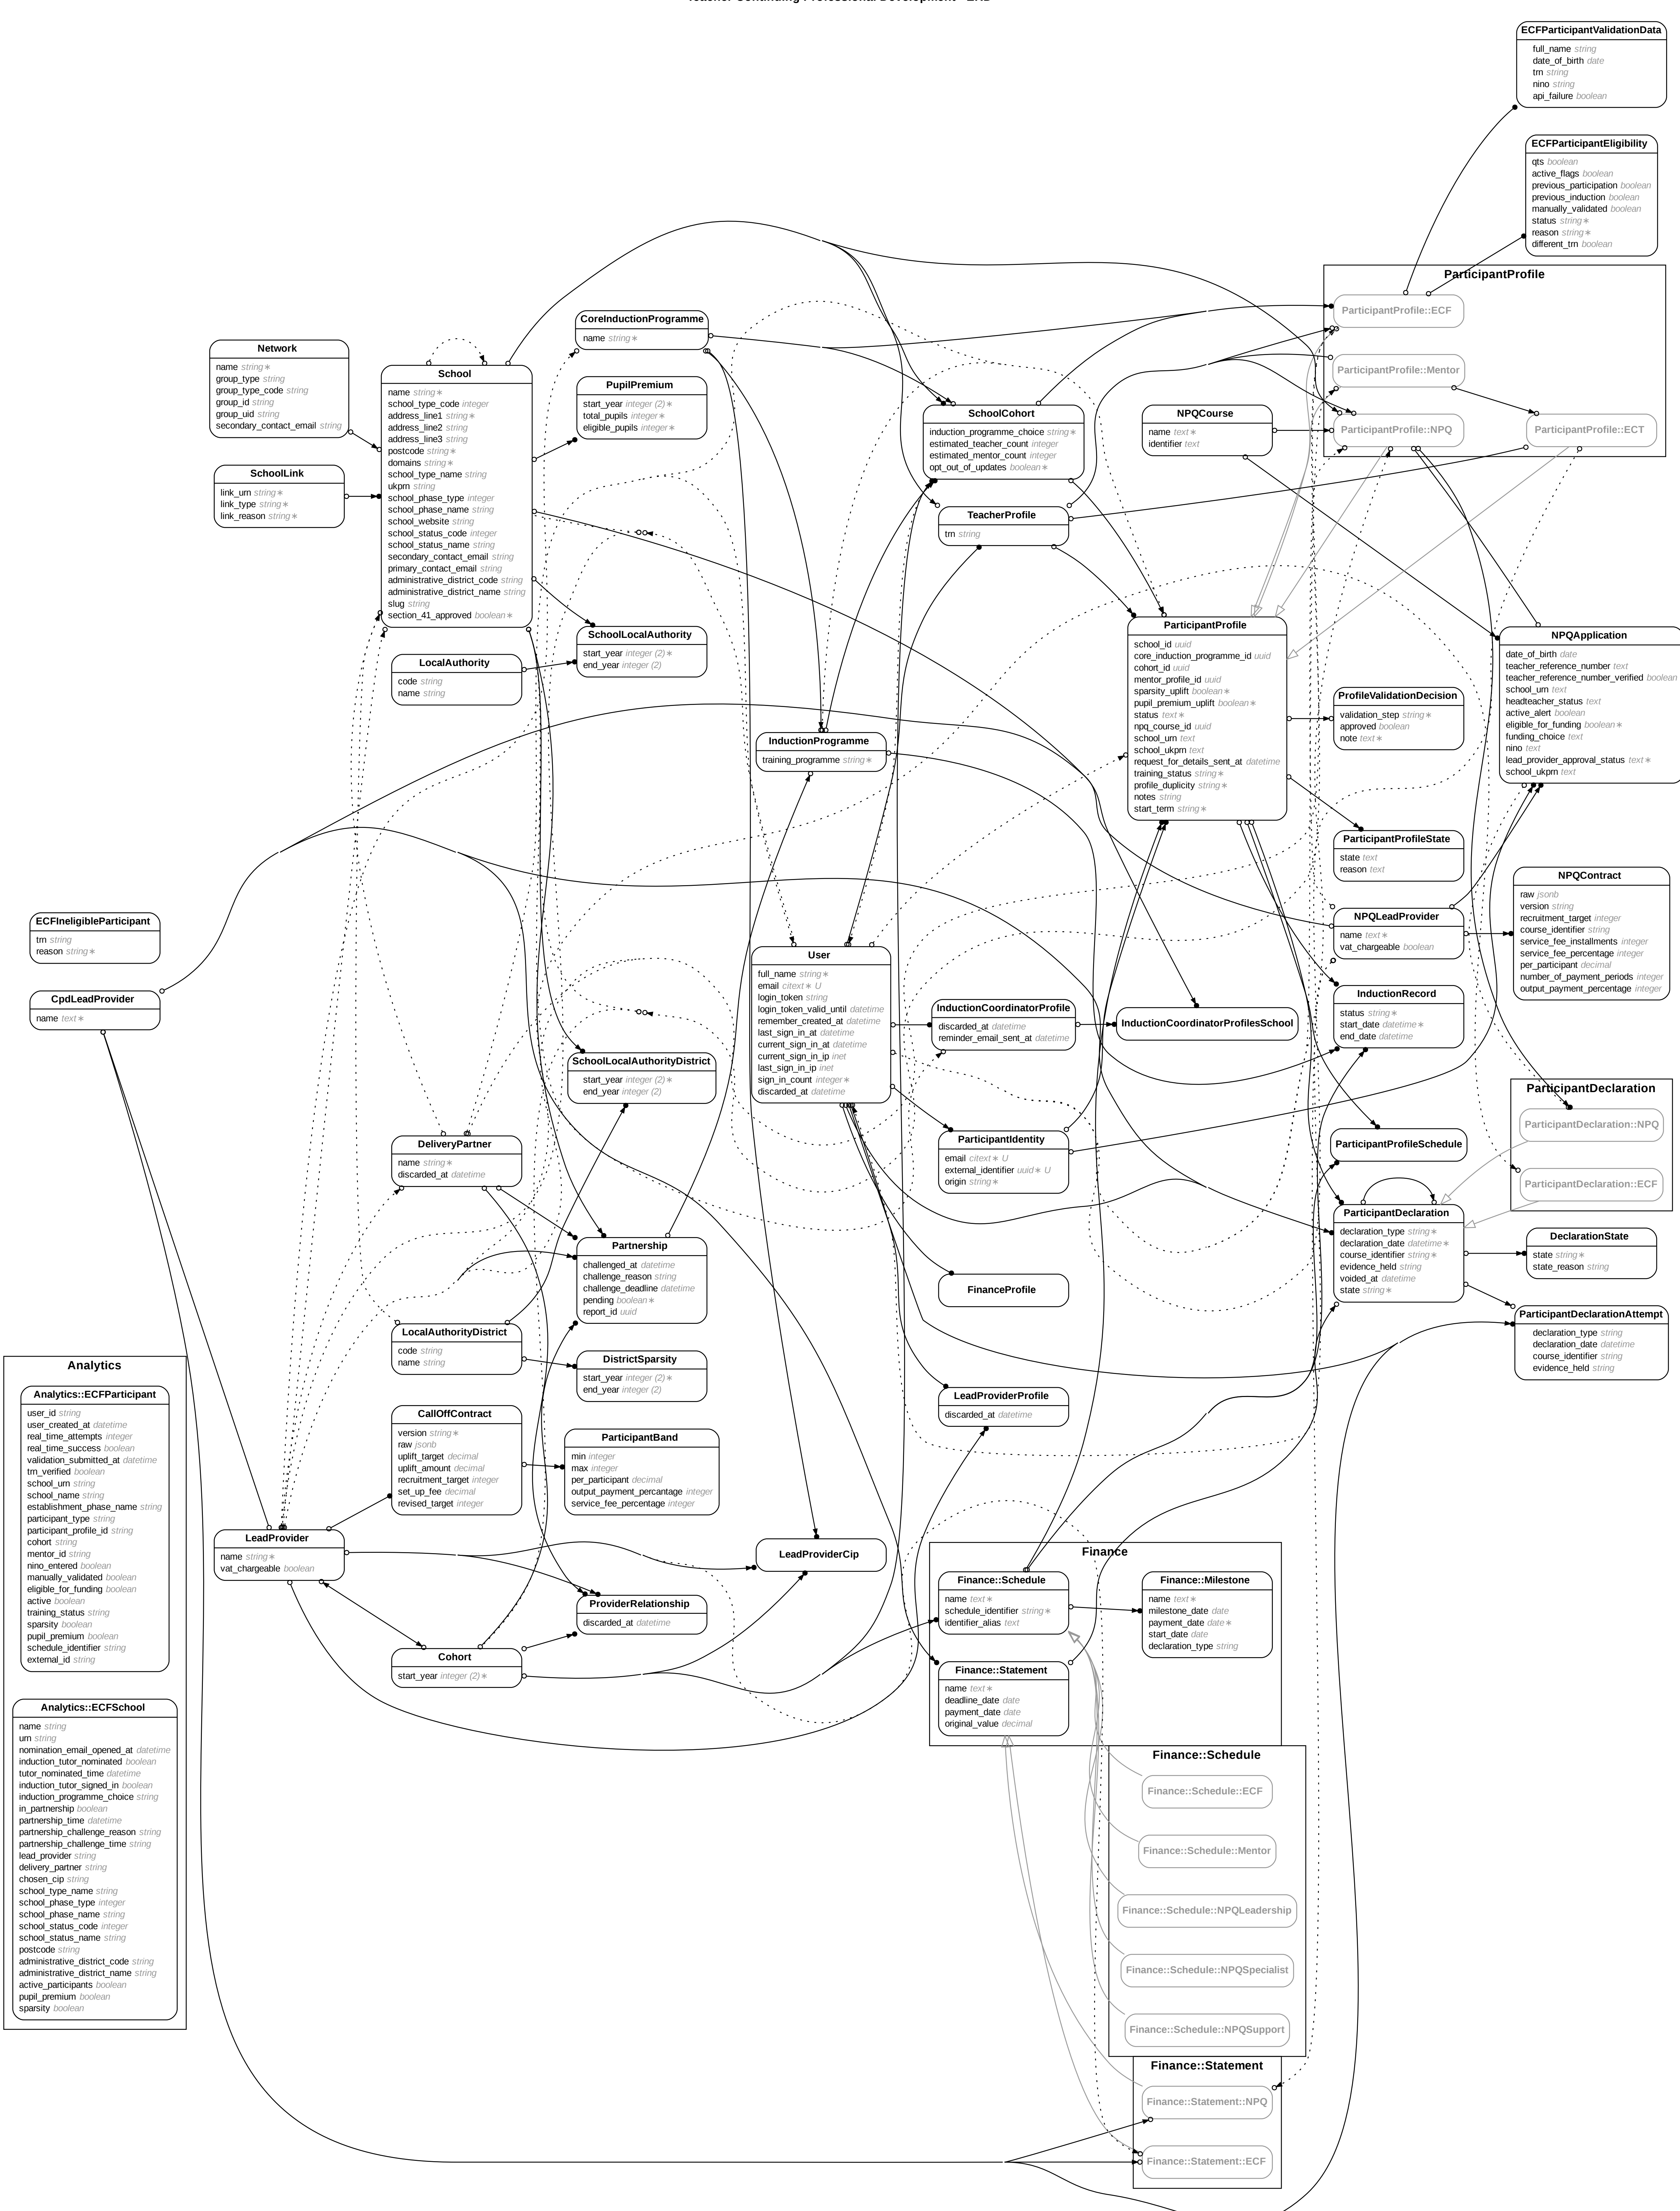 ECFParticipantValidationData
full_name string
date_of_birth date
trn string
nino string
api_failure boolean
ECFParticipantEligibility
qts boolean
active_flags boolean
previous_participation boolean
previous_induction boolean
manually_validated boolean
status string∗
reason string∗
different_trn boolean
ParticipantProfile
ParticipantProfile::ECF
ParticipantProfile::Mentor
ParticipantProfile::NPQ
ParticipantProfile::ECT
CoreInductionProgramme
name string∗
Network
name string∗
group_type string
group_type_code string
group_id string
group_uid string
secondary_contact_email string
School
name string∗
school_type_code integer
address_line1 string∗
address_line2 string
address_line3 string
postcode string∗
domains string∗
school_type_name string
ukprn string
school_phase_type integer
school_phase_name string
school_website string
school_status_code integer
school_status_name string
secondary_contact_email string
primary_contact_email string
administrative_district_code string
administrative_district_name string
slug string
section_41_approved boolean∗
PupilPremium
start_year integer (2)∗
total_pupils integer∗
eligible_pupils integer∗
SchoolCohort
induction_programme_choice string∗
estimated_teacher_count integer
estimated_mentor_count integer
opt_out_of_updates boolean∗
NPQCourse
name text∗
identifier text
SchoolLink
link_urn string∗
link_type string∗
link_reason string∗
TeacherProfile
trn string
ParticipantProfile
school_id uuid
core_induction_programme_id uuid
cohort_id uuid
mentor_profile_id uuid
sparsity_uplift boolean∗
pupil_premium_uplift boolean∗
status text∗
npq_course_id uuid
school_urn text
school_ukprn text
request_for_details_sent_at datetime
training_status string∗
profile_duplicity string∗
notes string
start_term string∗
NPQApplication
date_of_birth date
teacher_reference_number text
teacher_reference_number_verified boolean
school_urn text
headteacher_status text
active_alert boolean
eligible_for_funding boolean∗
funding_choice text
nino text
lead_provider_approval_status text∗
school_ukprn text
SchoolLocalAuthority
start_year integer (2)∗
end_year integer (2)
LocalAuthority
code string
name string
ProfileValidationDecision
validation_step string∗
approved boolean
note text∗
InductionProgramme
training_programme string∗
ParticipantProfileState
state text
reason text
NPQContract
raw jsonb
version string
recruitment_target integer
course_identifier string
service_fee_installments integer
service_fee_percentage integer
per_participant decimal
number_of_payment_periods integer
output_payment_percentage integer
ECFIneligibleParticipant
trn string
reason string∗
NPQLeadProvider
name text∗
vat_chargeable boolean
User
full_name string∗
email citext∗ U
login_token string
login_token_valid_until datetime
remember_created_at datetime
last_sign_in_at datetime
current_sign_in_at datetime
current_sign_in_ip inet
last_sign_in_ip inet
sign_in_count integer∗
discarded_at datetime
CpdLeadProvider
name text∗
InductionCoordinatorProfile
discarded_at datetime
reminder_email_sent_at datetime
InductionCoordinatorProfilesSchool
InductionRecord
status string∗
start_date datetime∗
end_date datetime
SchoolLocalAuthorityDistrict
start_year integer (2)∗
end_year integer (2)
ParticipantDeclaration
ParticipantDeclaration::NPQ
ParticipantDeclaration::ECF
DeliveryPartner
name string∗
discarded_at datetime
ParticipantIdentity
email citext∗ U
external_identifier uuid∗ U
origin string∗
ParticipantProfileSchedule
ParticipantDeclaration
declaration_type string∗
declaration_date datetime∗
course_identifier string∗
evidence_held string
voided_at datetime
state string∗
DeclarationState
state string∗
state_reason string
Partnership
challenged_at datetime
challenge_reason string
challenge_deadline datetime
pending boolean∗
report_id uuid
FinanceProfile
ParticipantDeclarationAttempt
declaration_type string
declaration_date datetime
course_identifier string
evidence_held string
LocalAuthorityDistrict
code string
name string
DistrictSparsity
start_year integer (2)∗
end_year integer (2)
LeadProviderProfile
discarded_at datetime
Analytics
Analytics::ECFParticipant
user_id string
user_created_at datetime
real_time_attempts integer
real_time_success boolean
validation_submitted_at datetime
trn_verified boolean
school_urn string
school_name string
establishment_phase_name string
participant_type string
participant_profile_id string
cohort string
mentor_id string
nino_entered boolean
manually_validated boolean
eligible_for_funding boolean
active boolean
training_status string
sparsity boolean
pupil_premium boolean
schedule_identifier string
external_id string
Analytics::ECFSchool
name string
urn string
nomination_email_opened_at datetime
induction_tutor_nominated boolean
tutor_nominated_time datetime
induction_tutor_signed_in boolean
induction_programme_choice string
in_partnership boolean
partnership_time datetime
partnership_challenge_reason string
partnership_challenge_time string
lead_provider string
delivery_partner string
chosen_cip string
school_type_name string
school_phase_type integer
school_phase_name string
school_status_code integer
school_status_name string
postcode string
administrative_district_code string
administrative_district_name string
active_participants boolean
pupil_premium boolean
sparsity boolean
CallOffContract
version string∗
raw jsonb
uplift_target decimal
uplift_amount decimal
recruitment_target integer
set_up_fee decimal
revised_target integer
ParticipantBand
min integer
max integer
per_participant decimal
output_payment_percantage integer
service_fee_percentage integer
LeadProvider
name string∗
vat_chargeable boolean
LeadProviderCip
ProviderRelationship
discarded_at datetime
Cohort
start_year integer (2)∗
Finance
Finance::Schedule
name text∗
schedule_identifier string∗
identifier_alias text
Finance::Milestone
name text∗
milestone_date date
payment_date date∗
start_date date
declaration_type string
Finance::Statement
name text∗
deadline_date date
payment_date date
original_value decimal
Finance::Schedule
Finance::Schedule::ECF
Finance::Schedule::Mentor
Finance::Schedule::NPQLeadership
Finance::Schedule::NPQSpecialist
Finance::Schedule::NPQSupport
Finance::Statement
Finance::Statement::NPQ
Finance::Statement::ECF